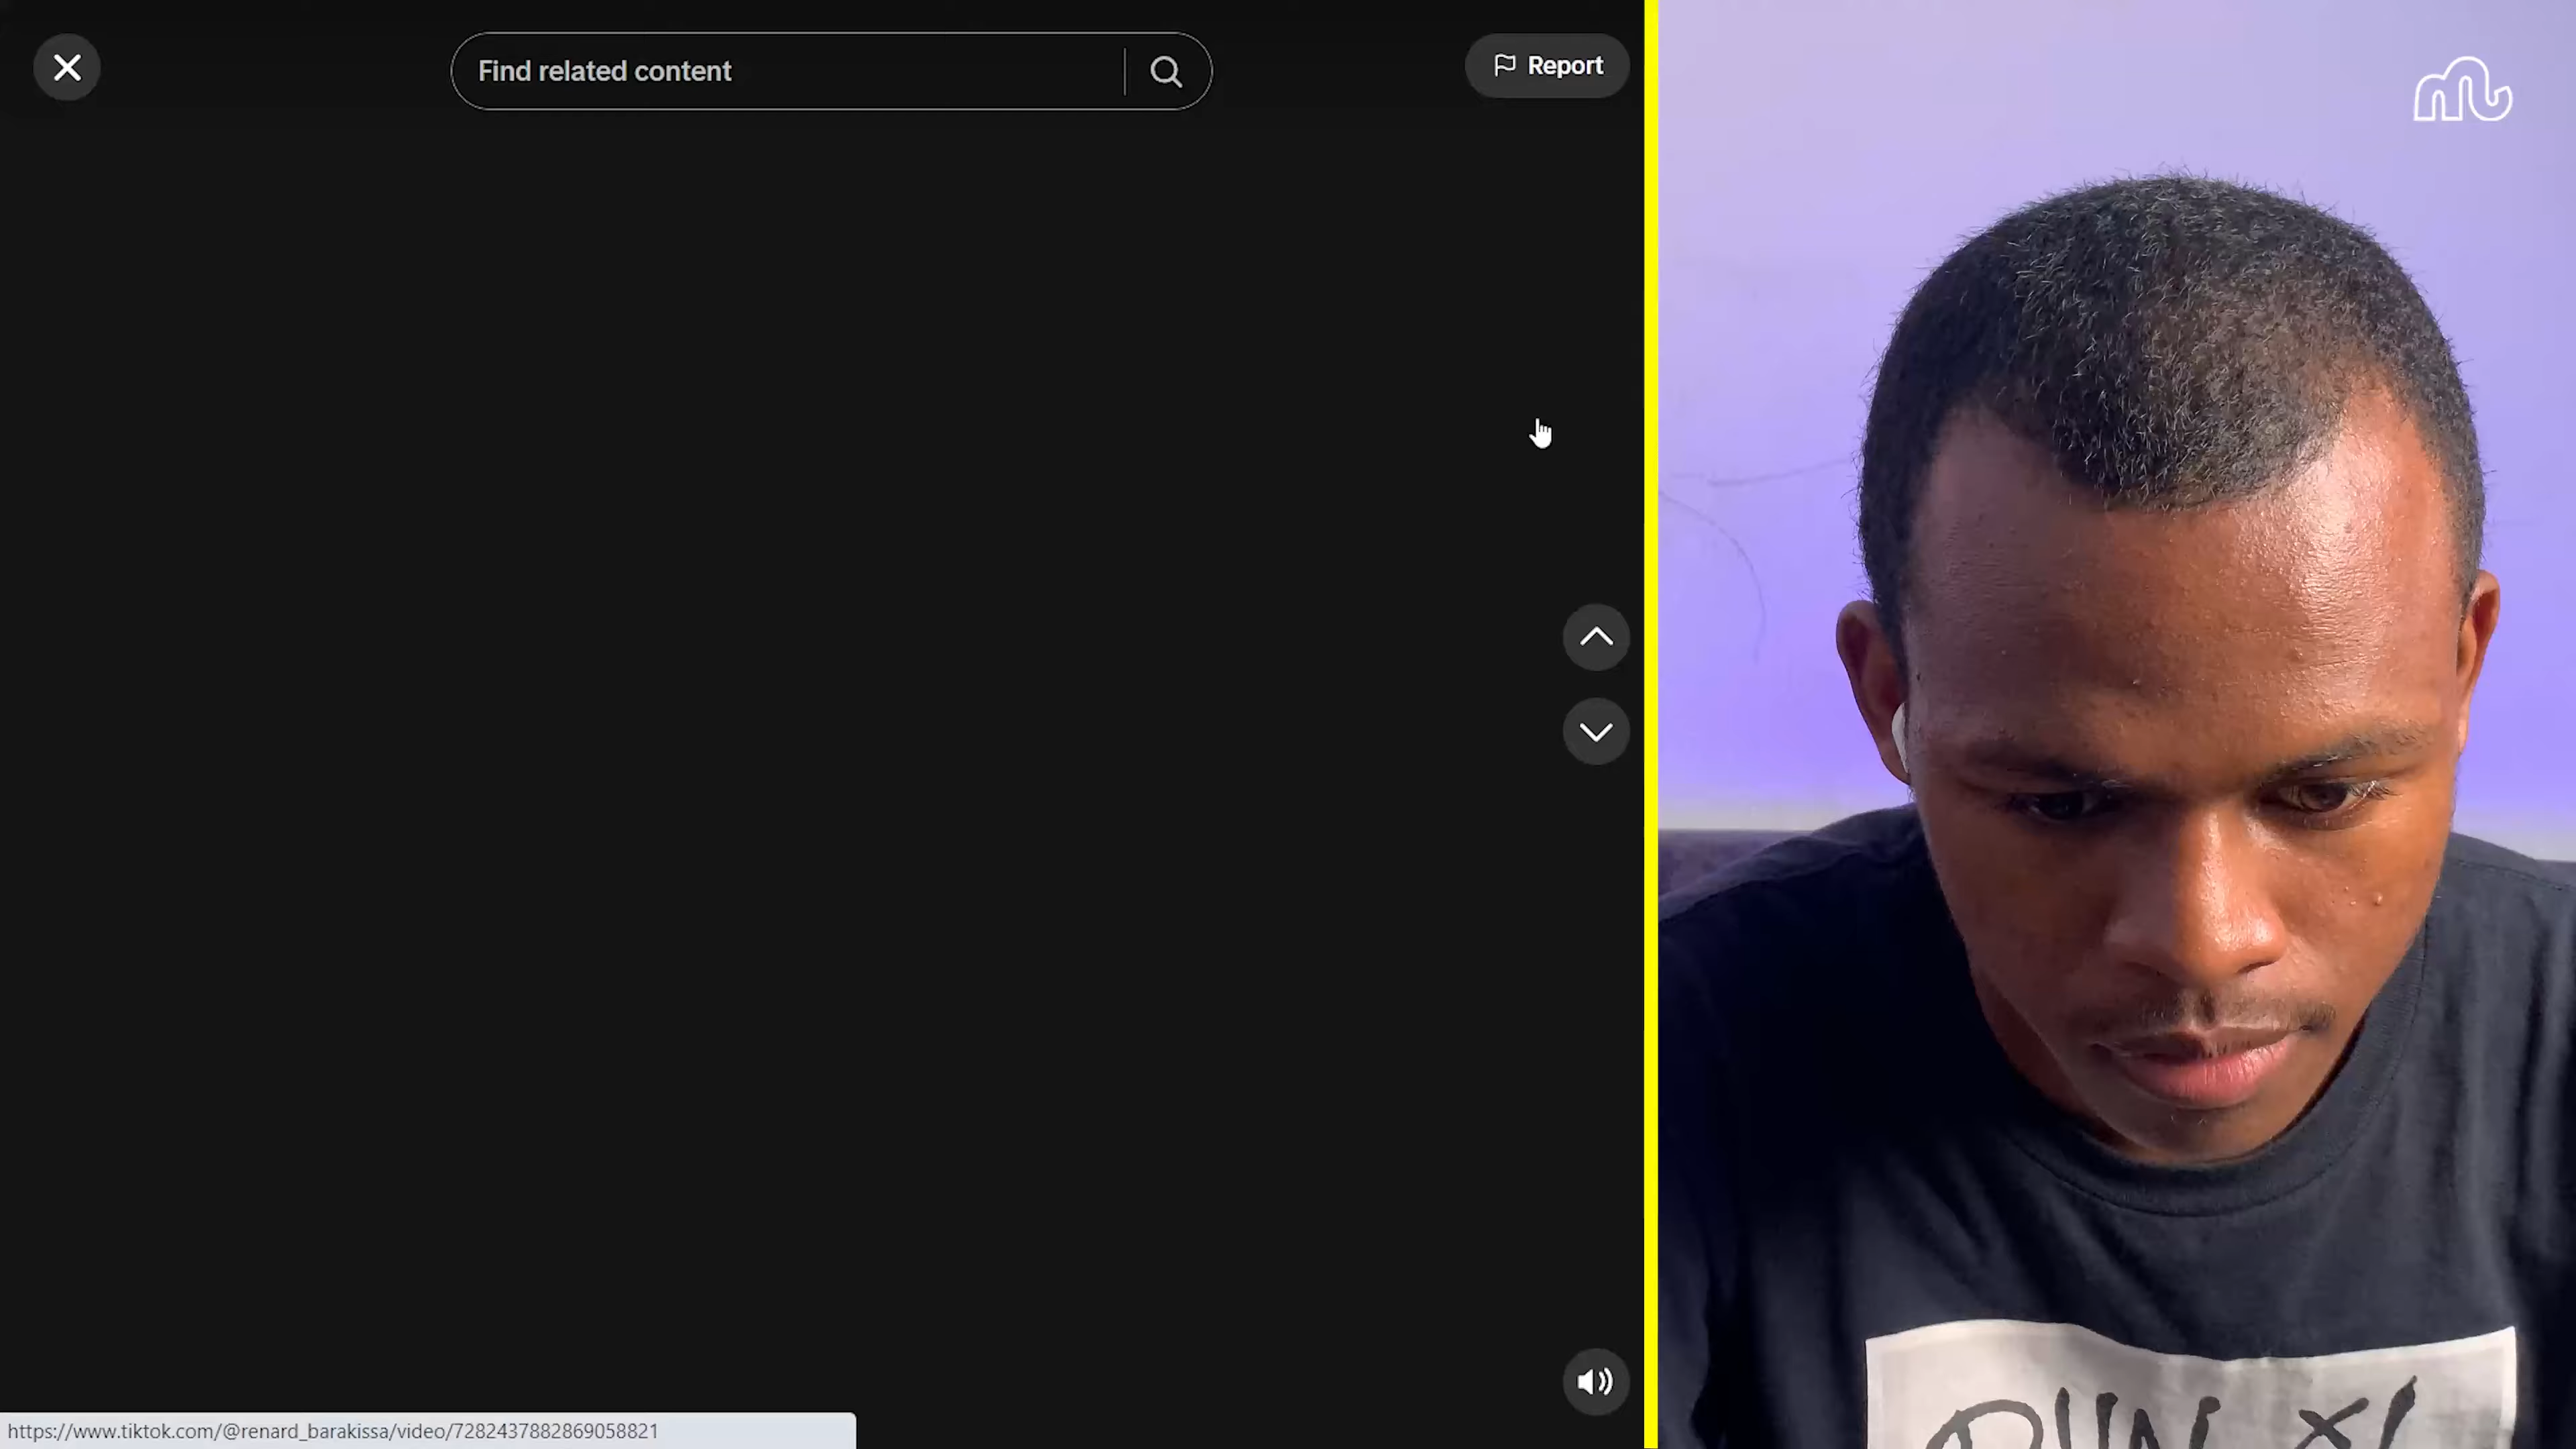 Find related content
Report
https://www.tiktok.com/@renard_barakissa/video/7282437882869058821